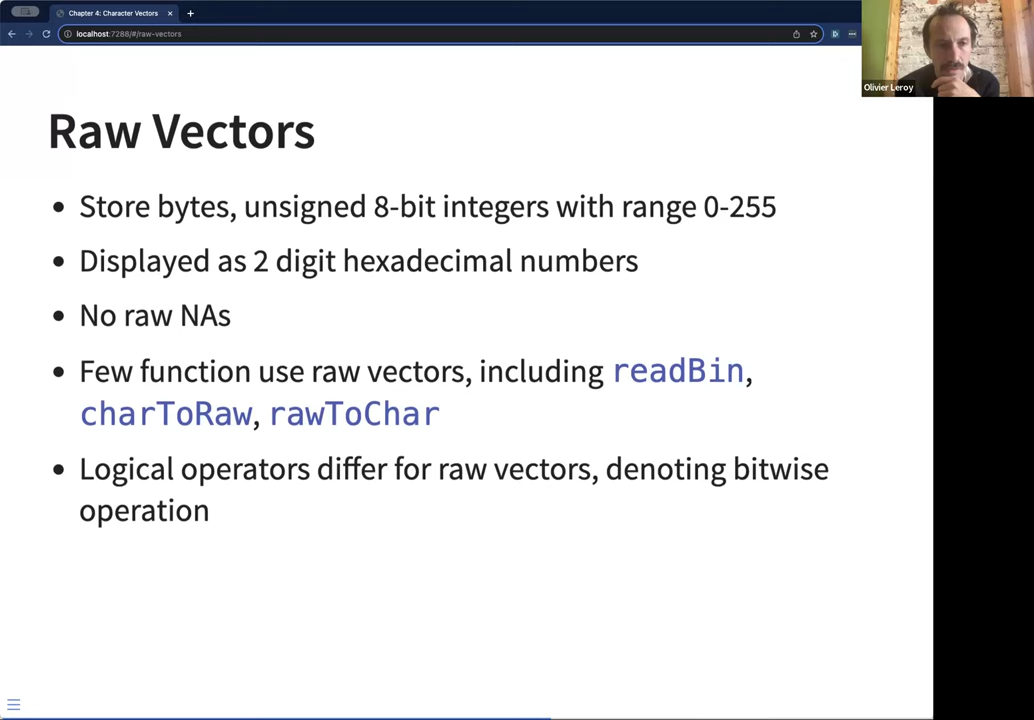 Chapter 4: Character Vectors
localhost:7288/#/raw-vectors
Olivier Leroy
Raw Vectors
• Store bytes, unsigned 8-bit integers with range 0-255
• Displayed as 2 digit hexadecimal numbers
• No raw NAs
• Few function use raw vectors, including readBin,
charToRaw, rawToChar
• Logical operators differ for raw vectors, denoting bitwise
operation